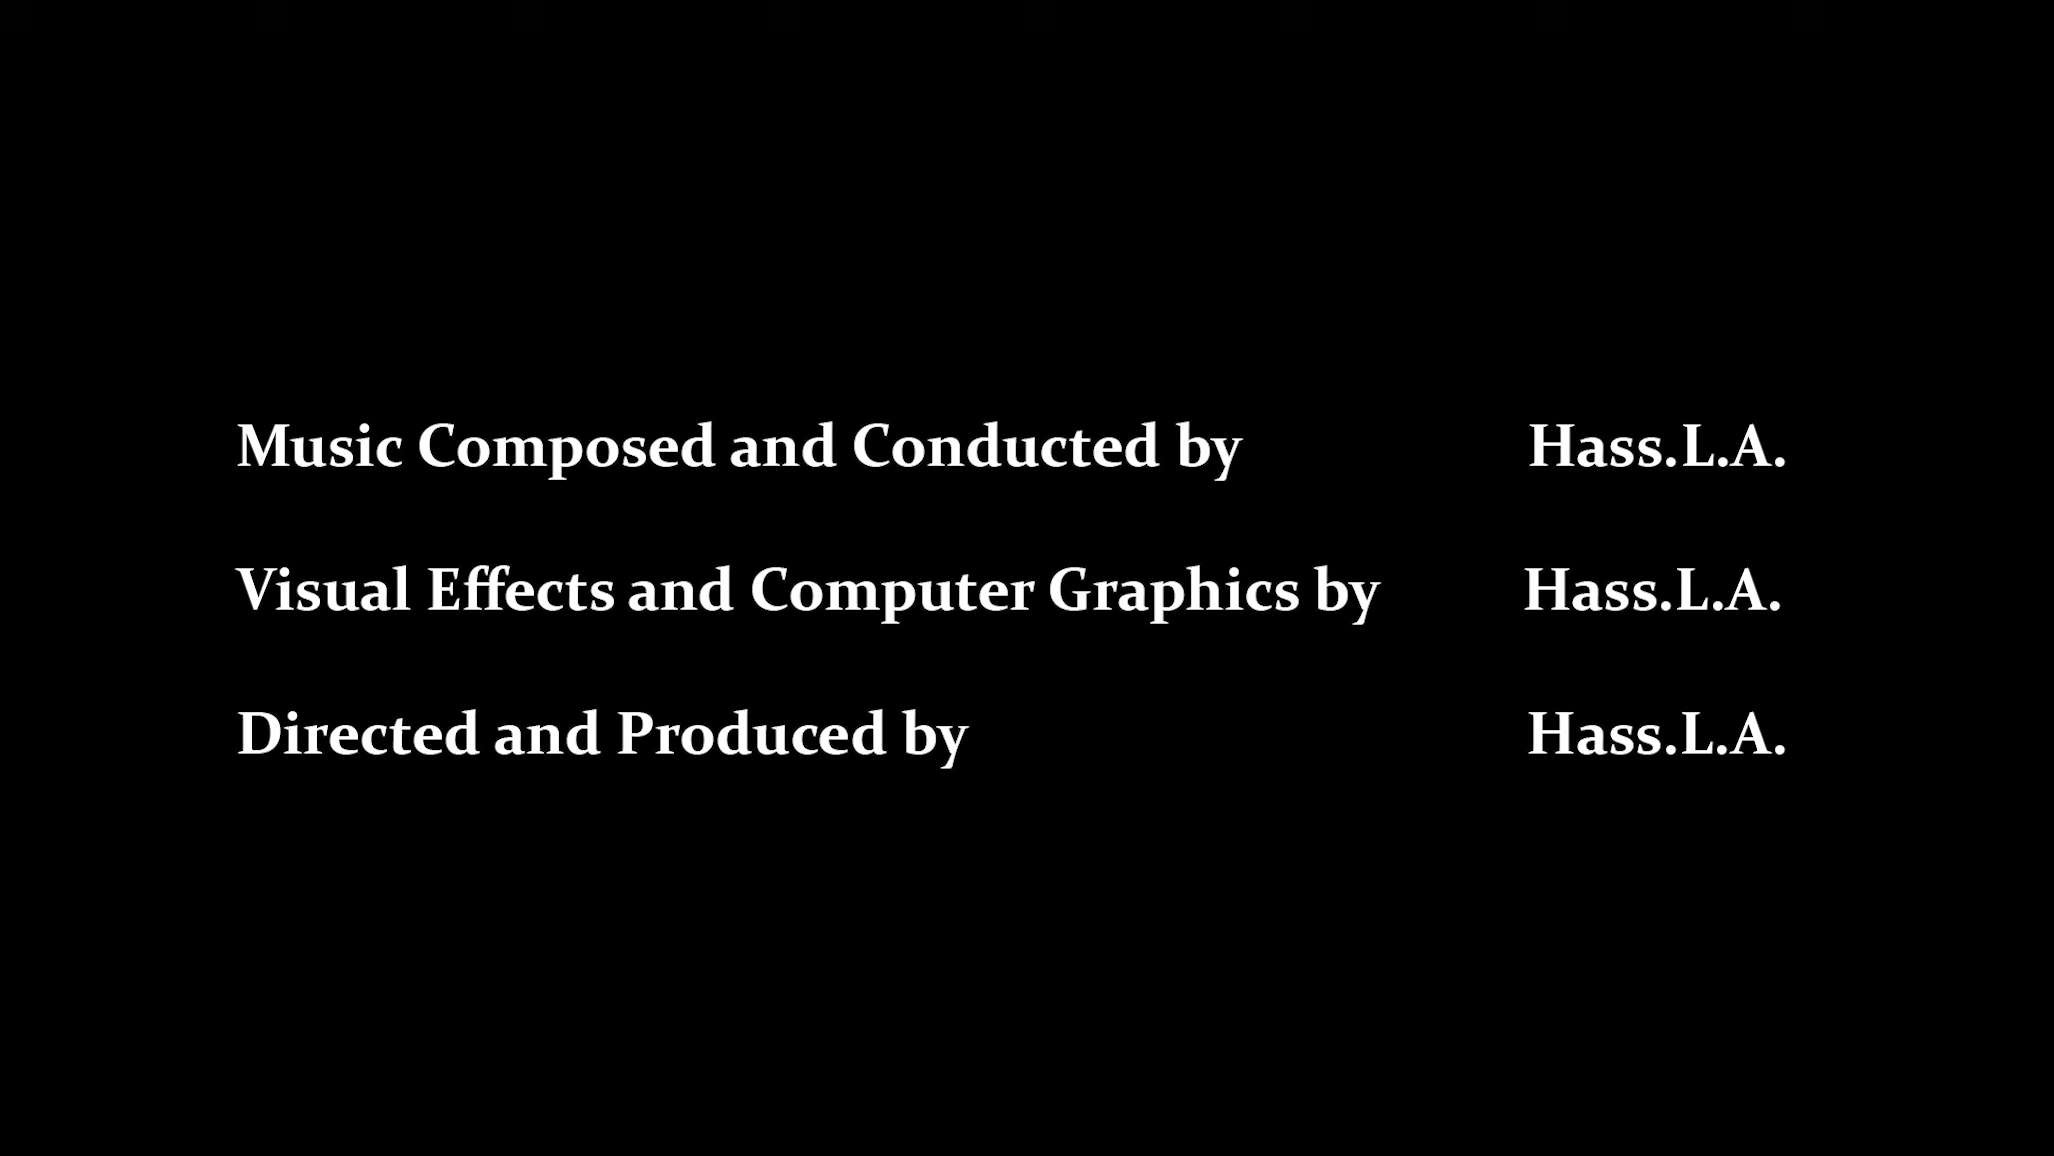 Music Composed and Conducted by Hass.L.A.
Visual Effects and Computer Graphics by Hass.L.A.
Directed and Produced by Hass.L.A.